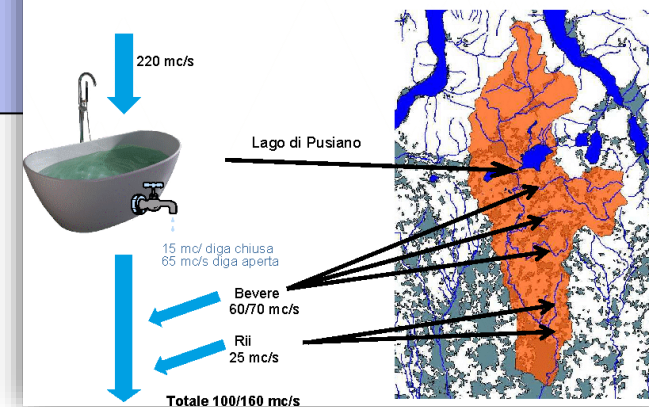 220 mc/s
Lago di Pusiano
15 mc/ diga chiusa
65 mc/s diga aperta
Bevere
60/70 mc/s
Rii
25 mc/s
Totale 100/160 mc/s